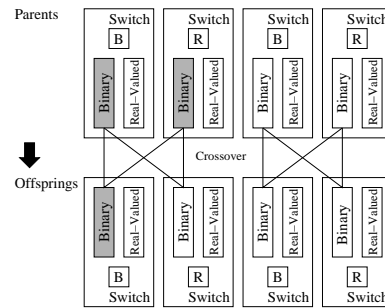 Parents
Switch Switch Switch Switch
B R B R
Binary Real-Valued Binary Real-Valued Binary Real-Valued Binary Real-Valued
Crossover
Offsprings
Binary Real-Valued Binary Real-Valued Binary Real-Valued Binary Real-Valued
B R B R
Switch Switch Switch Switch